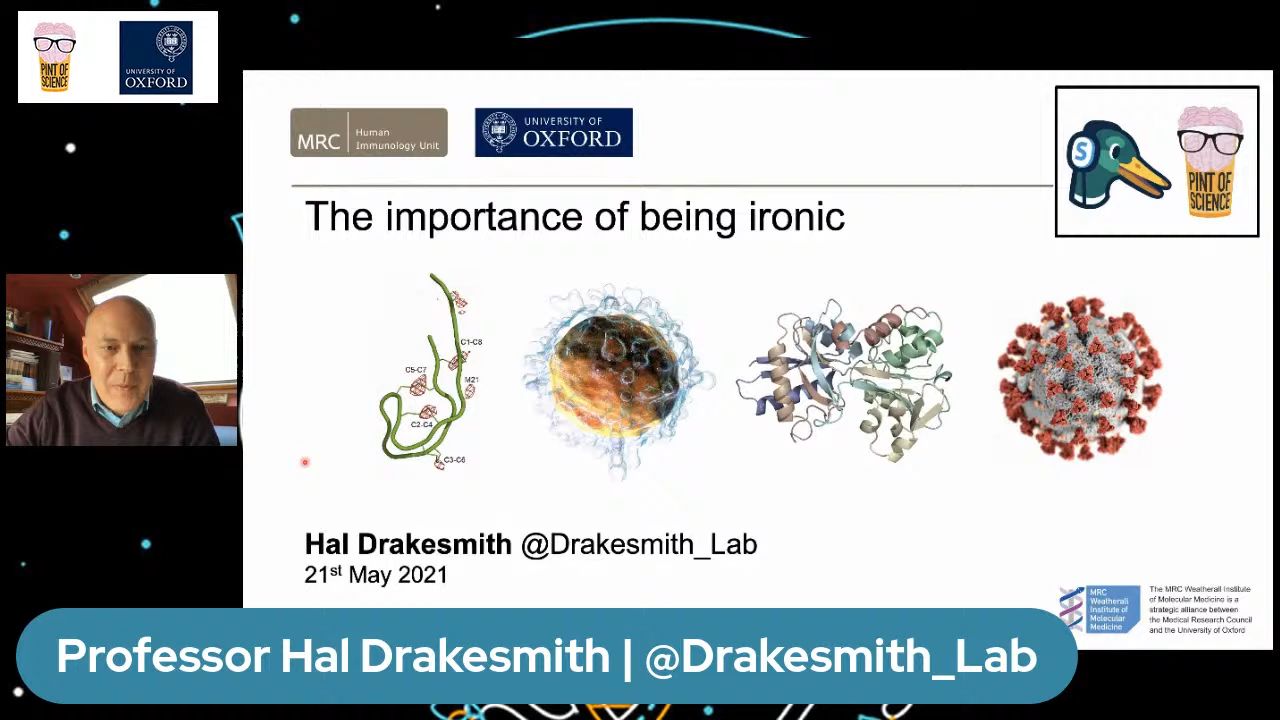 PINT OF
SCIENCE
UNIVERSITY OF
OXFORD
MRC
Human
Immunology Unit
UNIVERSITY OF
OXFORD
S
PINT OF
SCIENCE
The importance of being ironic
C1-C8
C5-C7
M21
C2-C4
C3-C6
Hal Drakesmith @Drakesmith_Lab
21st May 2021
MRC
Weatherall
Institute of
Molecular
Medicine
The MRC Weatherall Institute
of Molecular Medicine is a
strategic alliance between
the Medical Research Council
and the University of Oxford
Professor Hal Drakesmith | @Drakesmith_Lab